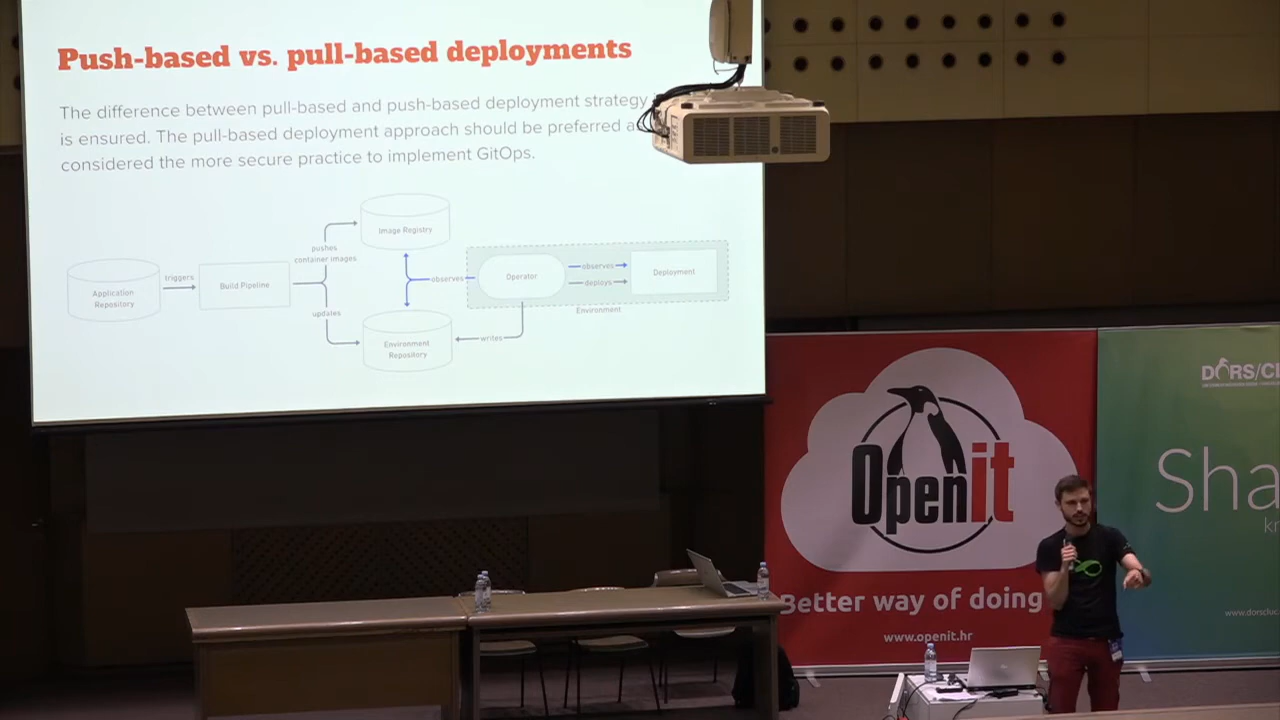 Push-based vs. pull-based deployments
The difference between pull-based and push-based deployment strategy
is ensured. The pull-based deployment approach should be preferred
considered the more secure practice to implement GitOps.
Image Registry
pushes
container images
triggers
Application
Repository
Build Pipeline
updates
Environment
Repository
observes
Operator
observes
deploys
Deployment
Environment
writes
Openit
Better way of doing
www.openit.hr
DORS/CL
Sha
www.dorscluc